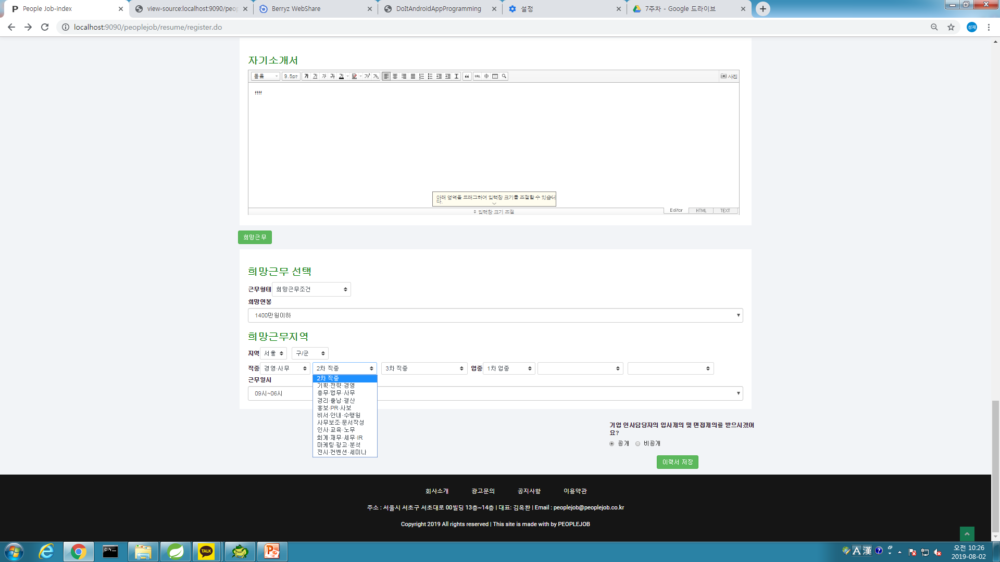 People Job-index
view-source:localhost:9090/peop
Berryz WebShare
DoItAndroidAppProgramming
설정
7주차 - Google 드라이브
localhost:9090/peoplejob/resume/register.do
성재
자기소개서
돋움 9.5pt 가 가 가 가 가 가 가 URL 사진
ffff
아래 영역을 드래그하여 입력창 크기를 조절할 수 있습니다.
입력창 크기 조절
Editor HTML TEXT
희망근무
희망근무 선택
근무형태 희망근무조건
희망연봉
1400만원이하
희망근무지역
지역 서울 구/군
직종 경영·사무 2차 직종 3차 직종 업종 1차 업종
2차 직종
근무일시
기획·전략·경영
총무·법무·사무
09시~06시
경리·출납·결산
홍보·PR·사보
비서·안내·수행원
사무보조·문서작성
인사·교육·노무
회계·재무·세무·IR
마케팅·광고·분석
전시·컨벤션·세미나
기업 인사담당자의 입사제의 및 면접제의를 받으시겠어
요?
공개 비공개
이력서 저장
회사소개 광고문의 공지사항 이용약관
주소 : 서울시 서초구 서초대로 00빌딩 13층~14층 | 대표: 김옥환 | Email : peoplejob@peoplejob.co.kr
Copyright 2019 All rights reserved | This site is made with by PEOPLEJOB
C:\
TALK
A 漢
오전 10:26
2019-08-02